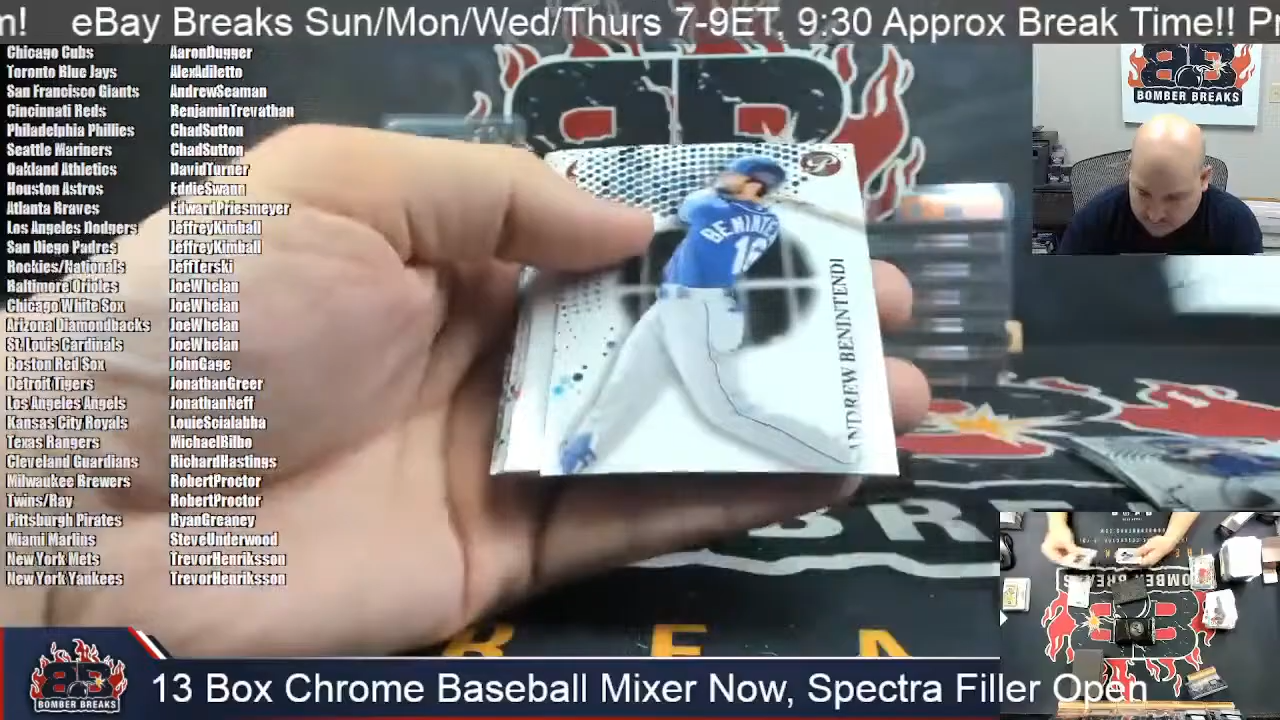 m!    eBay Breaks Sun/Mon/Wed/Thurs 7-9ET, 9:30 Approx Break Time!! Pr
Chicago Cubs AaronDugger
Toronto Blue Jays AlexAdiletto
San Francisco Giants AndrewSeaman
Cincinnati Reds BenjaminTrevathan
Philadelphia Phillies ChadSutton
Seattle Mariners ChadSutton
Oakland Athletics DavidTurner
Houston Astros EddieSwann
Atlanta Braves EdwardPriesmeyer
Los Angeles Dodgers JeffreyKimball
San Diego Padres JeffreyKimball
Rockies/Nationals JeffTerski
Baltimore Orioles JoeWhelan
Chicago White Sox JoeWhelan
Arizona Diamondbacks JoeWhelan
St. Louis Cardinals JoeWhelan
Boston Red Sox JohnGage
Detroit Tigers JonathanGreer
Los Angeles Angels JonathanNeff
Kansas City Royals LouieScialabba
Texas Rangers MichaelBilbo
Cleveland Guardians RichardHastings
Milwaukee Brewers RobertProctor
Twins/Ray RobertProctor
Pittsburgh Pirates RyanGreaney
Miami Marlins SteveUnderwood
New York Mets TrevorHenriksson
New York Yankees TrevorHenriksson
BENINTE
16
ANDREW BENINTENDI
BOMBER BREAKS
BR
B E A
BOMBER BREAKS
BOMBER BREAKS
13 Box Chrome Baseball Mixer Now, Spectra Filler Open